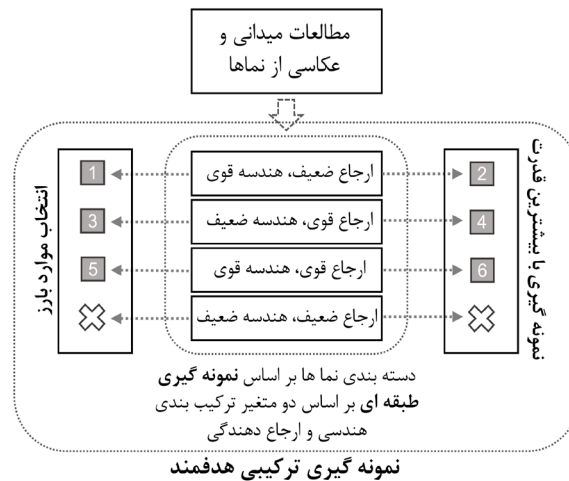 مطالعات میدانی و
عکاسی از نماها
نمونه گیری با بیشترین قدرت
2
4
6
ارجاع ضعیف، هندسه قوی
ارجاع قوی، هندسه ضعیف
ارجاع قوی، هندسه قوی
ارجاع ضعیف، هندسه ضعیف
1
3
5
انتخاب موارد بارز
دسته بندی نما ها بر اساس نمونه گیری
طبقه ای بر اساس دو متغیر ترکیب بندی
هندسی و ارجاع دهندگی
نمونه گیری ترکیبی هدفمند